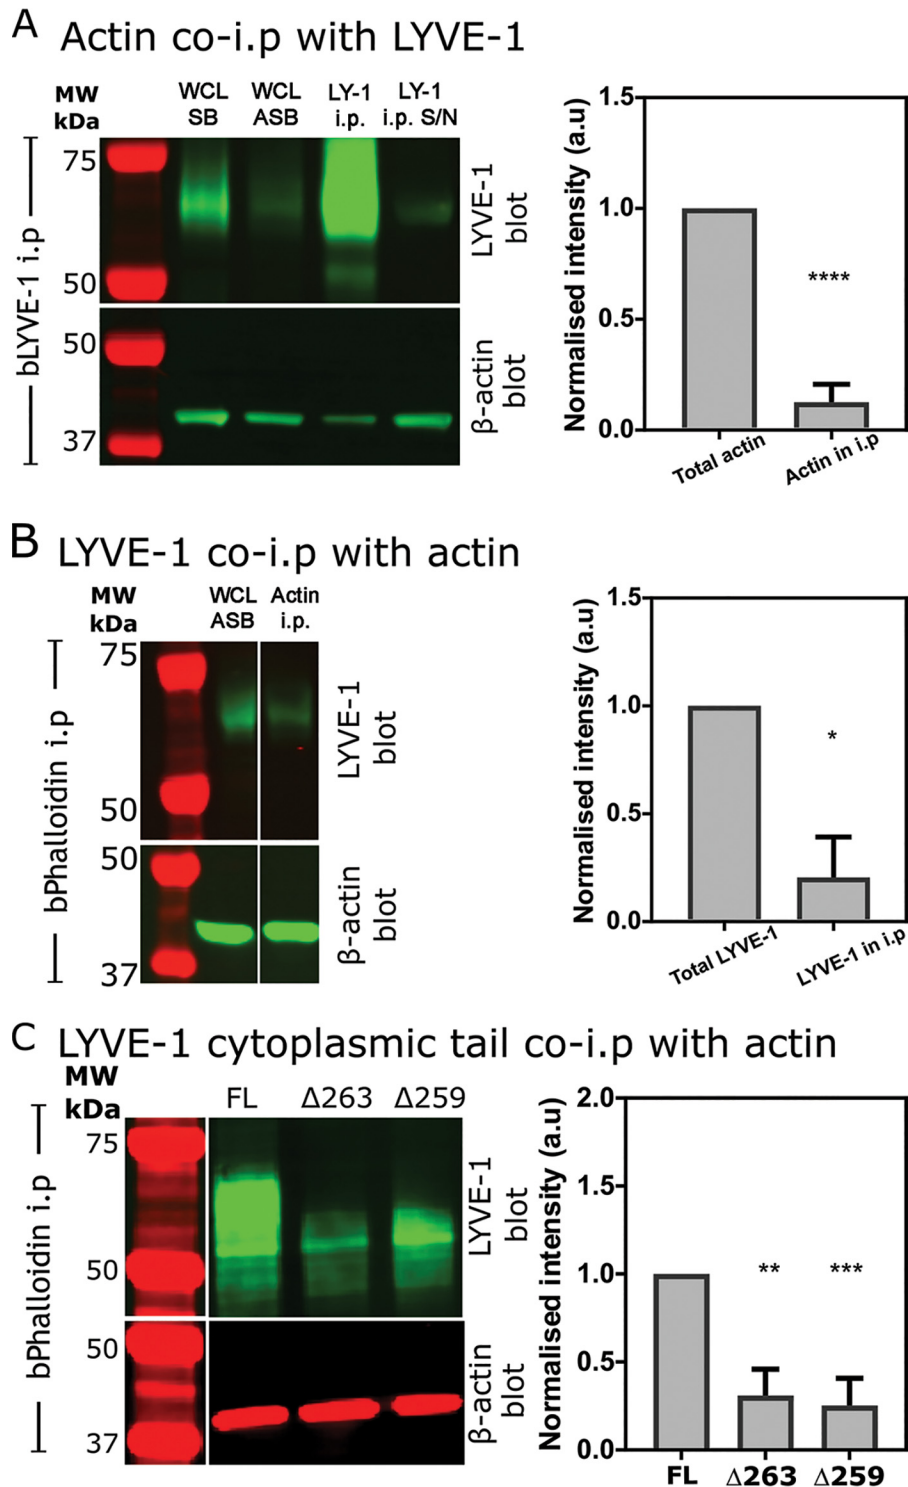 A Actin co-i.p with LYVE-1
MW
kDa
WCL
SB
WCL
ASB
LY-1
i.p.
LY-1
i.p. S/N
bLYVE-1 i.p
75
50
LYVE-1
blot
50
37
β-actin
blot
Normalised intensity (a.u)
1.5
1.0
0.5
0.0
****
Total actin
Actin in i.p
B LYVE-1 co-i.p with actin
MW
kDa
WCL
ASB
Actin
i.p.
bPhalloidin i.p
75
50
LYVE-1
blot
50
37
β-actin
blot
Normalised intensity (a.u)
1.5
1.0
0.5
0.0
*
Total LYVE-1
LYVE-1 in i.p
C LYVE-1 cytoplasmic tail co-i.p with actin
MW
kDa
FL Δ263 Δ259
bPhalloidin i.p
75
50
LYVE-1
blot
50
37
β-actin
blot
Normalised intensity (a.u)
2.0
1.5
1.0
0.5
0.0
** ***
FL Δ263 Δ259